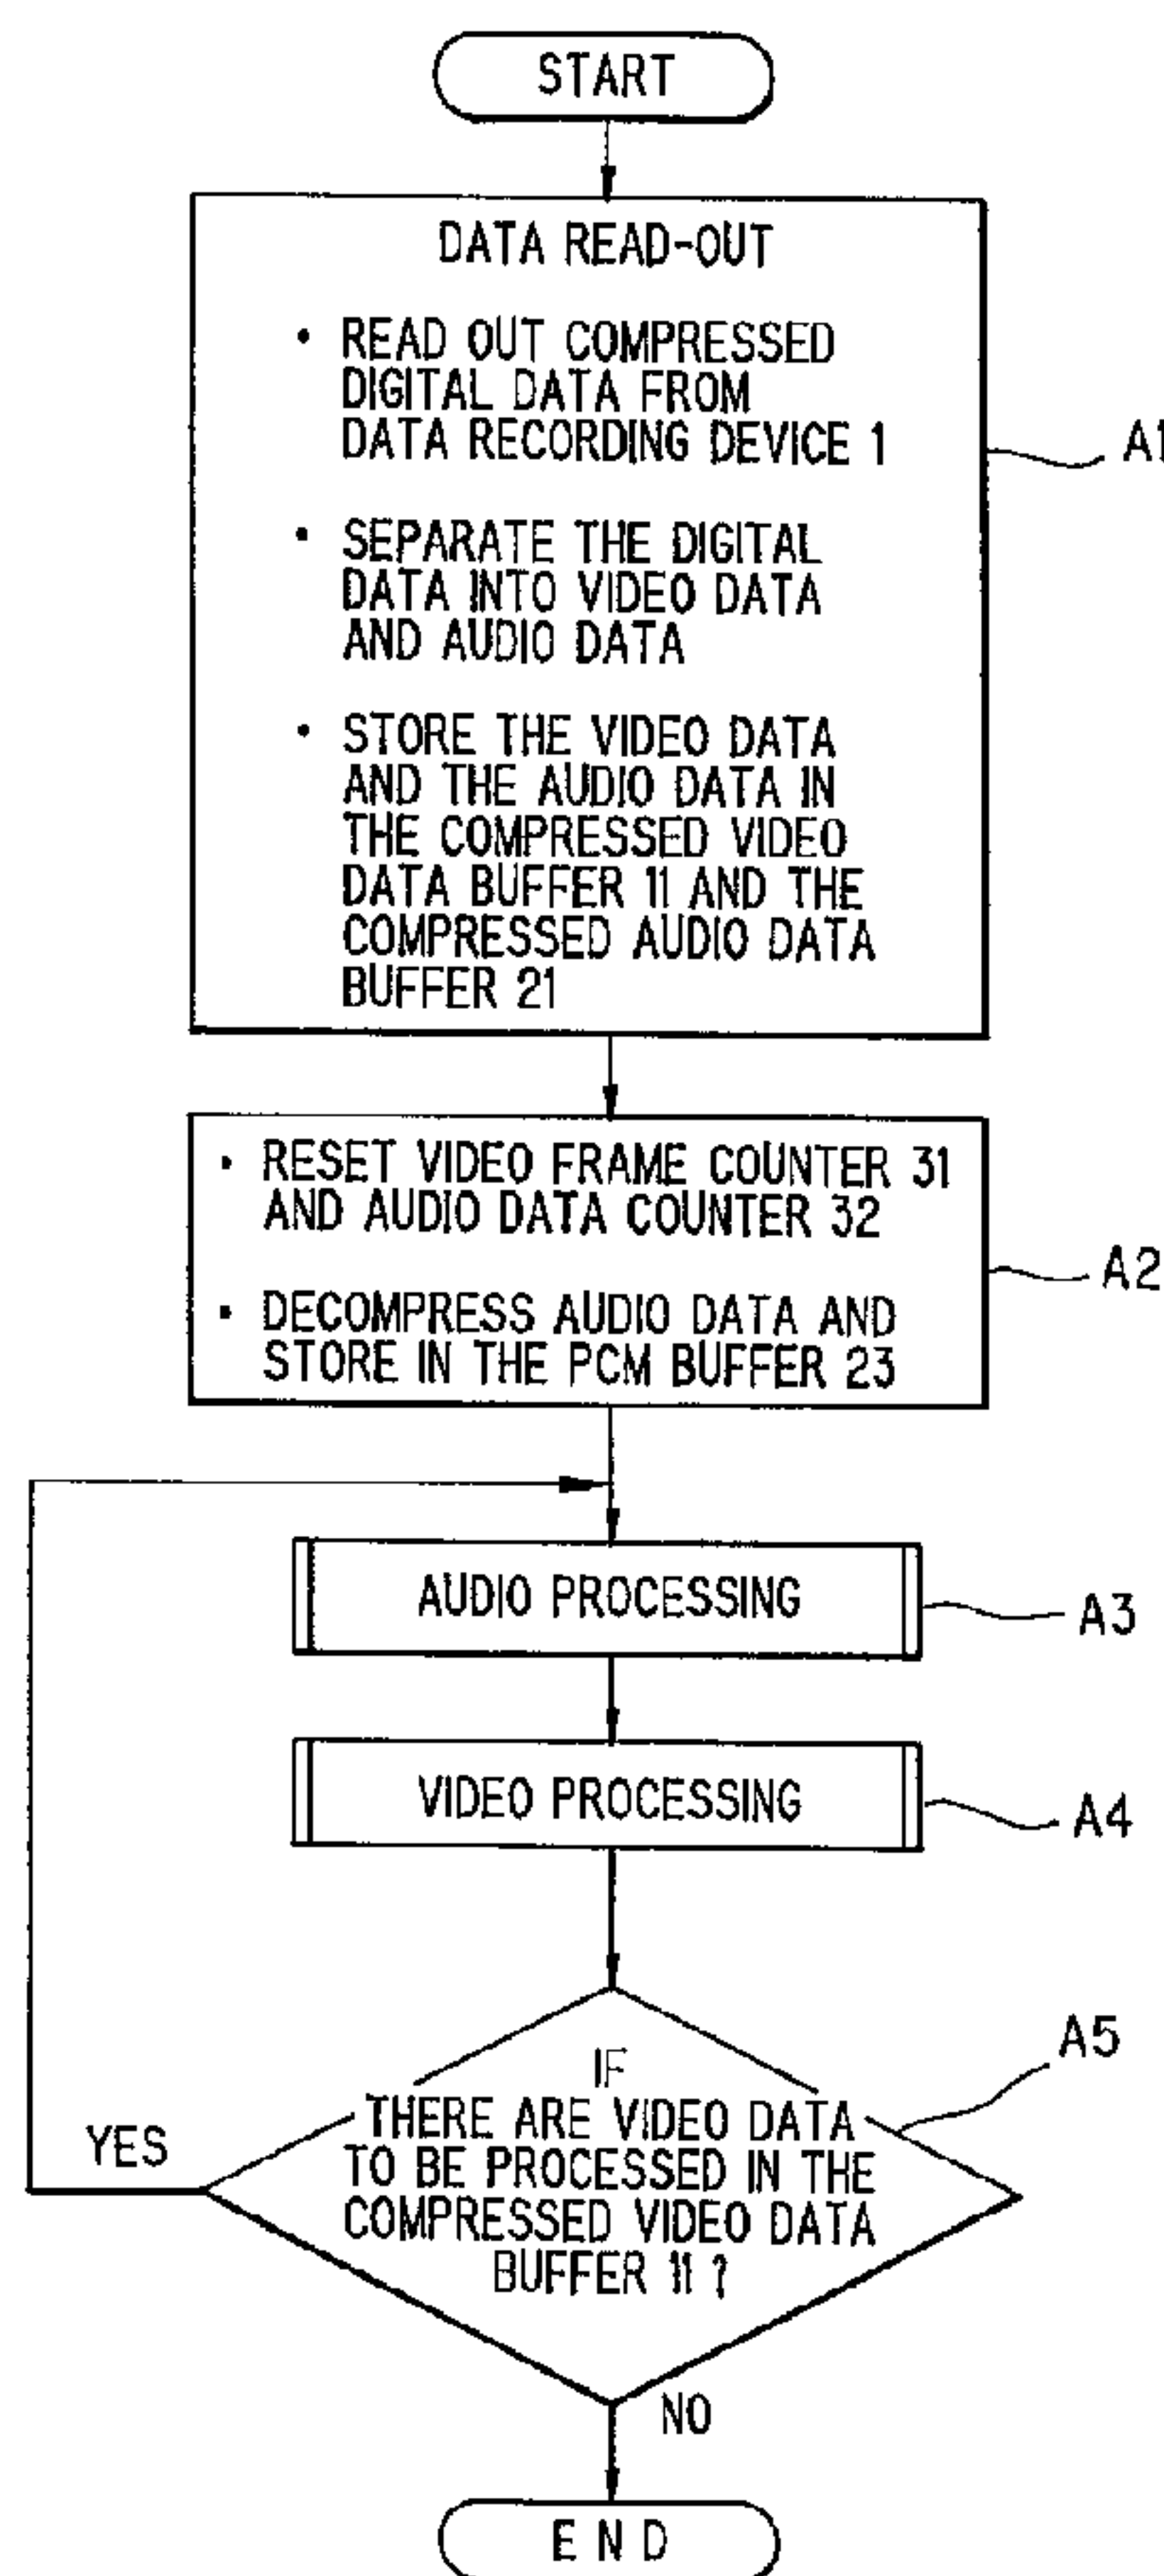 START
DATA READ-OUT
• READ OUT COMPRESSED
DIGITAL DATA FROM
DATA RECORDING DEVICE 1
A1
• SEPARATE THE DIGITAL
DATA INTO VIDEO DATA
AND AUDIO DATA
• STORE THE VIDEO DATA
AND THE AUDIO DATA IN
THE COMPRESSED VIDEO
DATA BUFFER 11 AND THE
COMPRESSED AUDIO DATA
BUFFER 21
• RESET VIDEO FRAME COUNTER 31
AND AUDIO DATA COUNTER 32
A2
• DECOMPRESS AUDIO DATA AND
STORE IN THE PCM BUFFER 23
AUDIO PROCESSING
A3
VIDEO PROCESSING
A4
A5
IF
THERE ARE VIDEO DATA
TO BE PROCESSED IN THE
COMPRESSED VIDEO DATA
BUFFER 11 ?
YES
NO
END